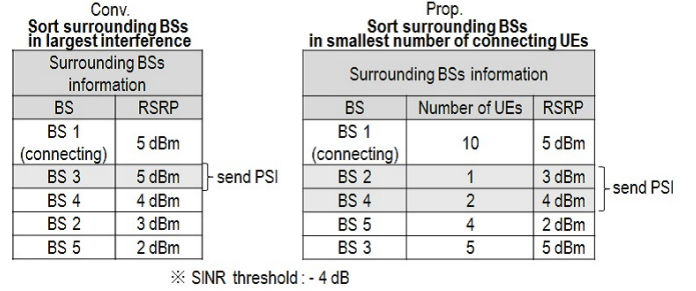 Conv.
Sort surrounding BSs
in largest interference
Surrounding BSs
information
BS RSRP
BS 1
(connecting) 5 dBm
BS 3 5 dBm send PSI
BS 4 4 dBm
BS 2 3 dBm
BS 5 2 dBm
Prop.
Sort surrounding BSs
in smallest number of connecting UEs
Surrounding BSs information
BS Number of UEs RSRP
BS 1
(connecting) 10 5 dBm
BS 2 1 3 dBm
BS 4 2 4 dBm
send PSI
BS 5 4 2 dBm
BS 3 5 5 dBm
※ SINR threshold : - 4 dB